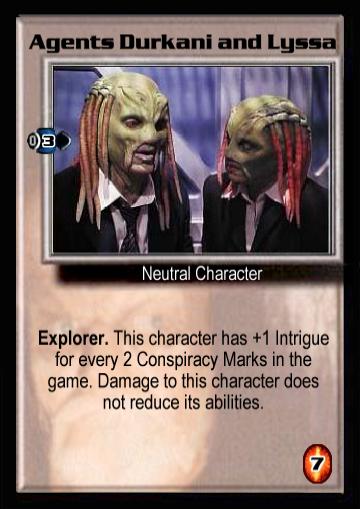 Agents Durkani and Lyssa
3
Neutral Character
Explorer. This character has +1 Intrigue
for every 2 Conspiracy Marks in the
game. Damage to this character does
not reduce its abilities.
7